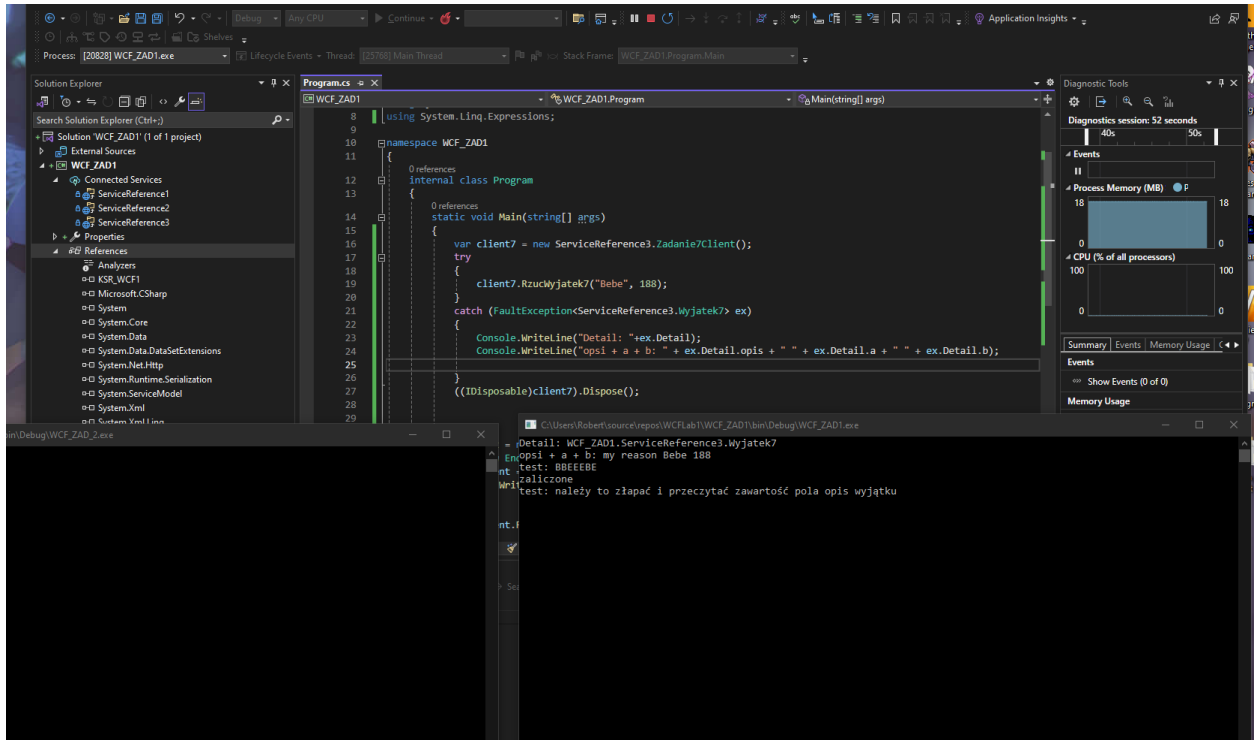 Debug
Any CPU
Continue
Application Insights
Shelves
Process: [20828] WCF_ZAD1.exe
Lifecycle Events
Thread: [25768] Main Thread
Stack Frame: WCF_ZAD1.Program.Main
Solution Explorer
Search Solution Explorer (Ctrl+;)
Solution 'WCF_ZAD1' (1 of 1 project)
External Sources
WCF_ZAD1
Connected Services
ServiceReference1
ServiceReference2
ServiceReference3
Properties
References
Analyzers
KSR_WCF1
Microsoft.CSharp
System
System.Core
System.Data
System.Data.DataSetExtensions
System.Net.Http
System.Runtime.Serialization
System.ServiceModel
System.Xml
System.Xml.Linq
Program.cs
WCF_ZAD1
WCF_ZAD1.Program
Main(string[] args)
8 using System.Linq.Expressions;
9
10 namespace WCF_ZAD1
11 {
0 references
12 internal class Program
13 {
0 references
14 static void Main(string[] args)
15 {
16 var client7 = new ServiceReference3.Zadanie7Client();
17 try
18 {
19 client7.RzucWyjatek7("Bebe", 188);
20 }
21 catch (FaultException<ServiceReference3.Wyjatek7> ex)
22 {
23 Console.WriteLine("Detail: "+ex.Detail);
24 Console.WriteLine("opsi + a + b: " + ex.Detail.opis + " " + ex.Detail.a + " " + ex.Detail.b);
25
26 }
27 ((IDisposable)client7).Dispose();
28
29
Diagnostic Tools
Diagnostics session: 52 seconds
40s 50s
Events
Process Memory (MB) P
18 18
0 0
CPU (% of all processors)
100 100
0 0
Summary Events Memory Usage
Events
Show Events (0 of 0)
Memory Usage
in\Debug\WCF_ZAD_2.exe
C:\Users\Robert\source\repos\WCFLab1\WCF_ZAD1\bin\Debug\WCF_ZAD1.exe
Detail: WCF_ZAD1.ServiceReference3.Wyjatek7
opsi + a + b: my reason Bebe 188
test: BBEEEBE
zaliczone
test: należy to złapać i przeczytać zawartość pola opis wyjątku